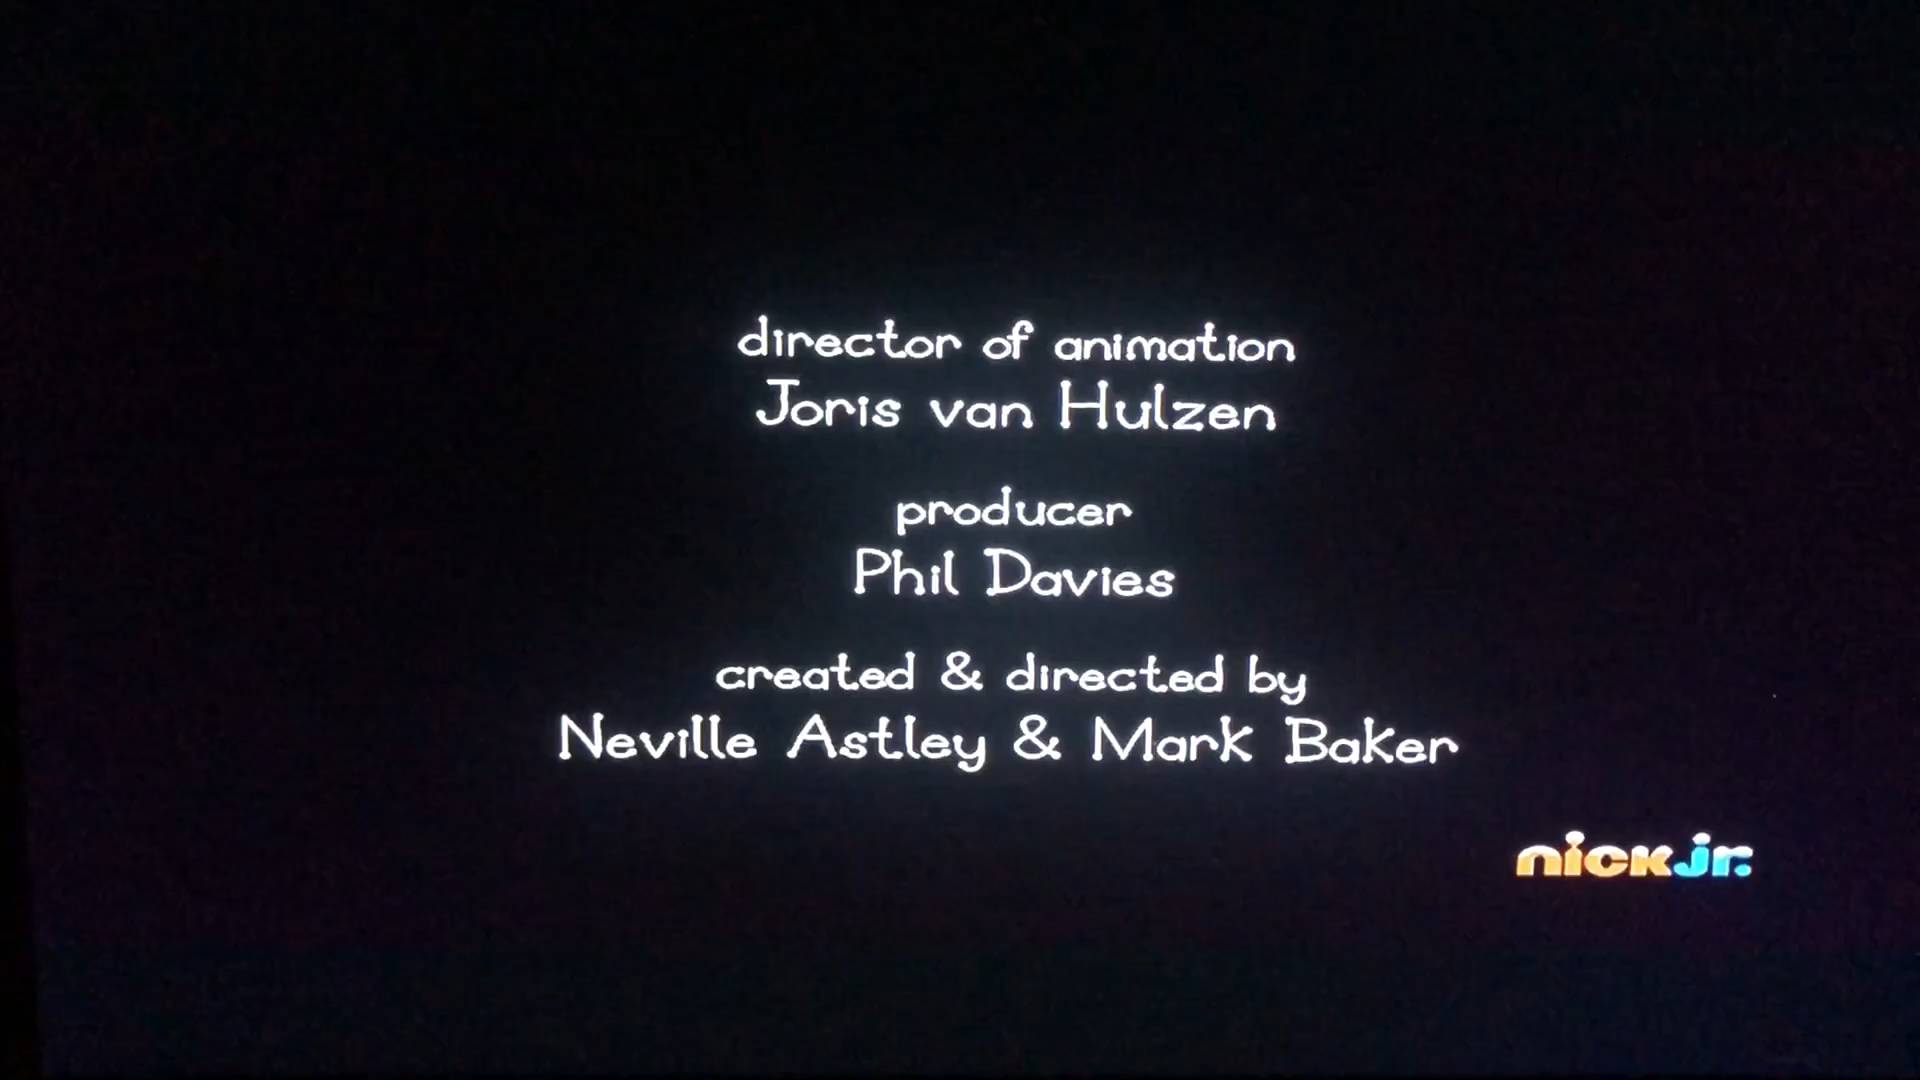 director of animation
Joris van Hulzen
producer
Phil Davies
created & directed by
Neville Astley & Mark Baker
nick jr.